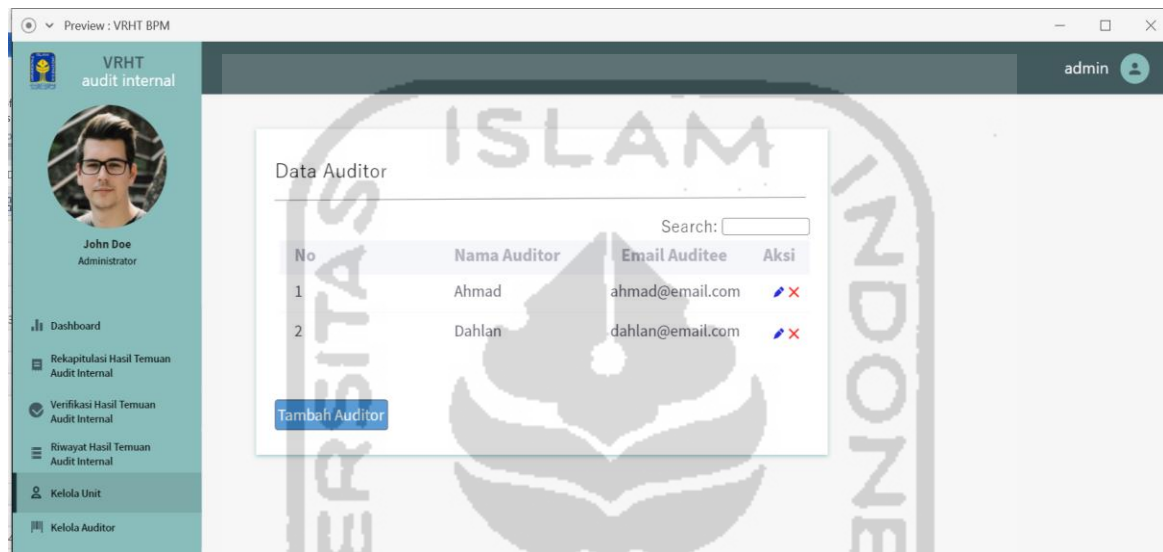 Preview : VRHT BPM
VRHT
audit internal
admin
John Doe
Administrator
Dashboard
Rekapitulasi Hasil Temuan
Audit Internal
Verifikasi Hasil Temuan
Audit Internal
Riwayat Hasil Temuan
Audit Internal
Kelola Unit
Kelola Auditor
Data Auditor
Search:
No Nama Auditor Email Auditee Aksi
1 Ahmad ahmad@email.com
2 Dahlan dahlan@email.com
Tambah Auditor
ERSITAS ISLAM INDONE